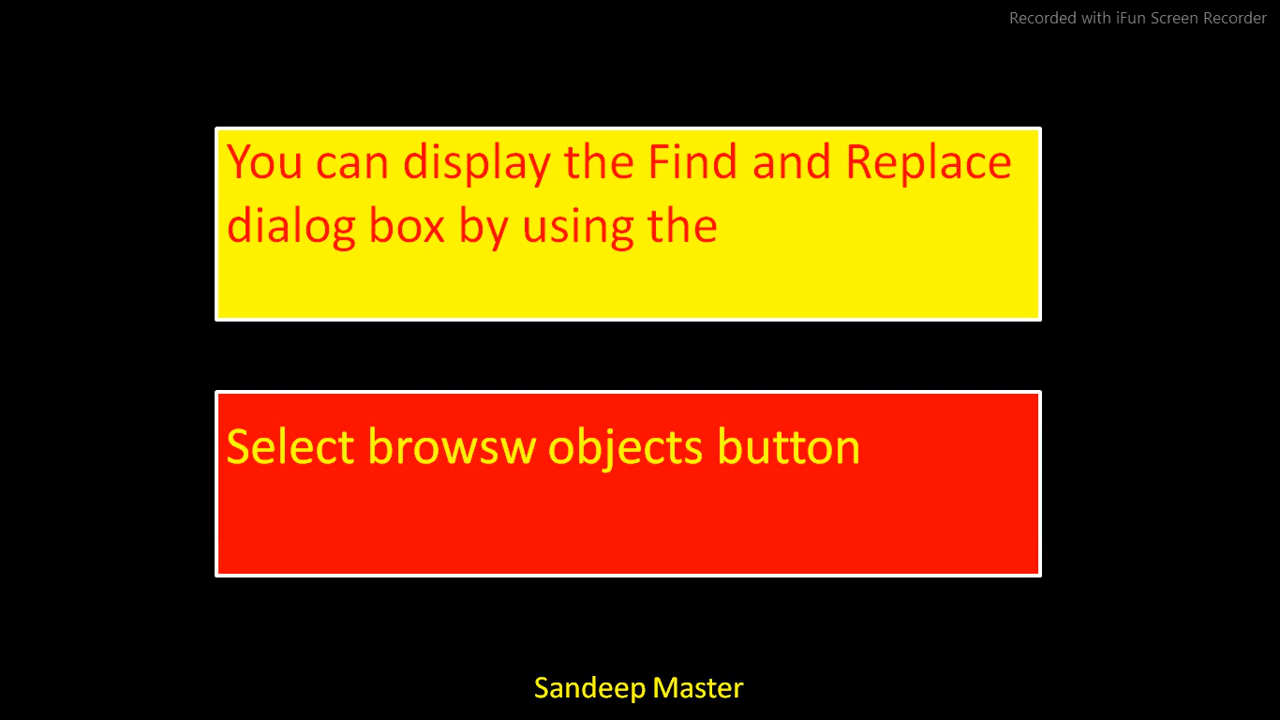 Recorded with iFun Screen Recorder
You can display the Find and Replace
dialog box by using the
Select browsw objects button
Sandeep Master